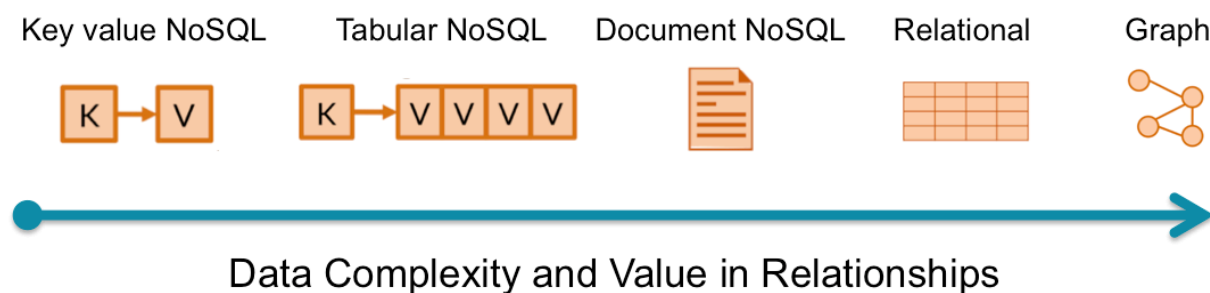 Key value NoSQL
Tabular NoSQL
Document NoSQL
Relational
Graph
K V
K V V V V
Data Complexity and Value in Relationships